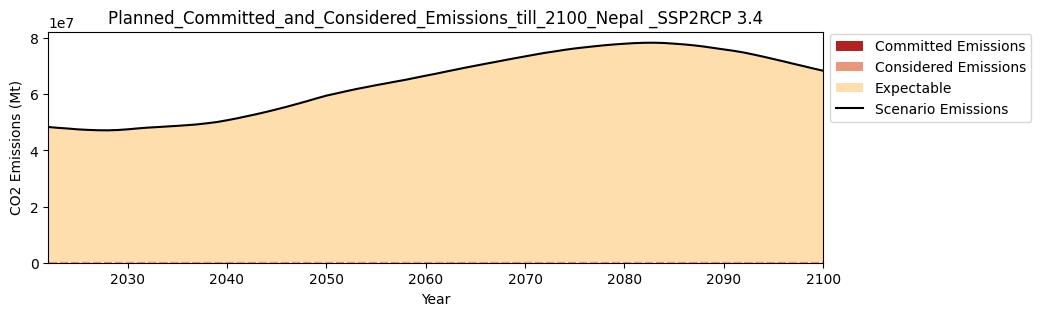 Planned_Committed_and_Considered_Emissions_till_2100_Nepal _SSP2RCP 3.4
1e7
8
6
4
2
0
CO2 Emissions (Mt)
2030 2040 2050 2060 2070 2080 2090 2100
Year
Committed Emissions
Considered Emissions
Expectable
Scenario Emissions